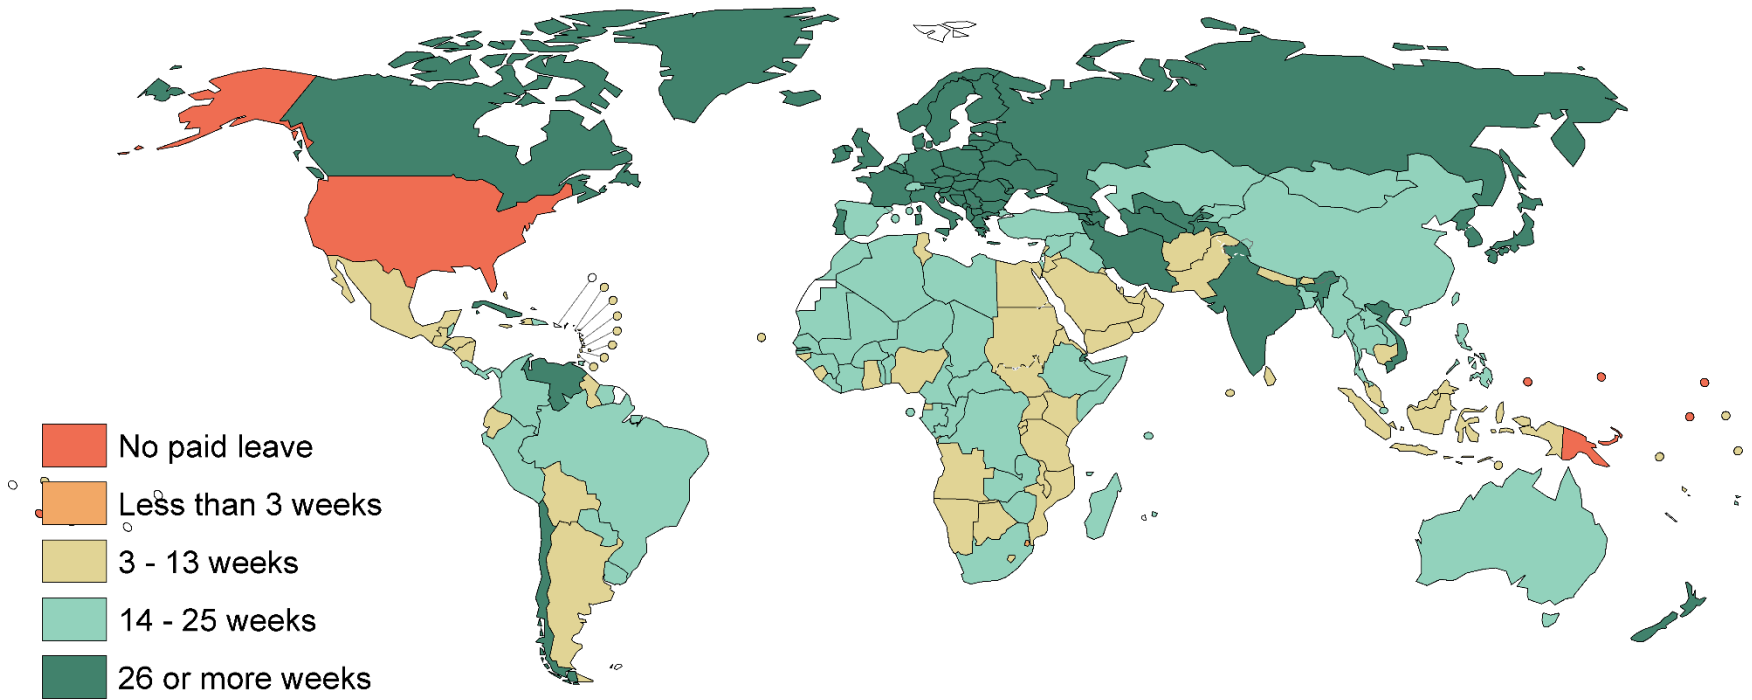 No paid leave
Less than 3 weeks
3 - 13 weeks
14 - 25 weeks
26 or more weeks